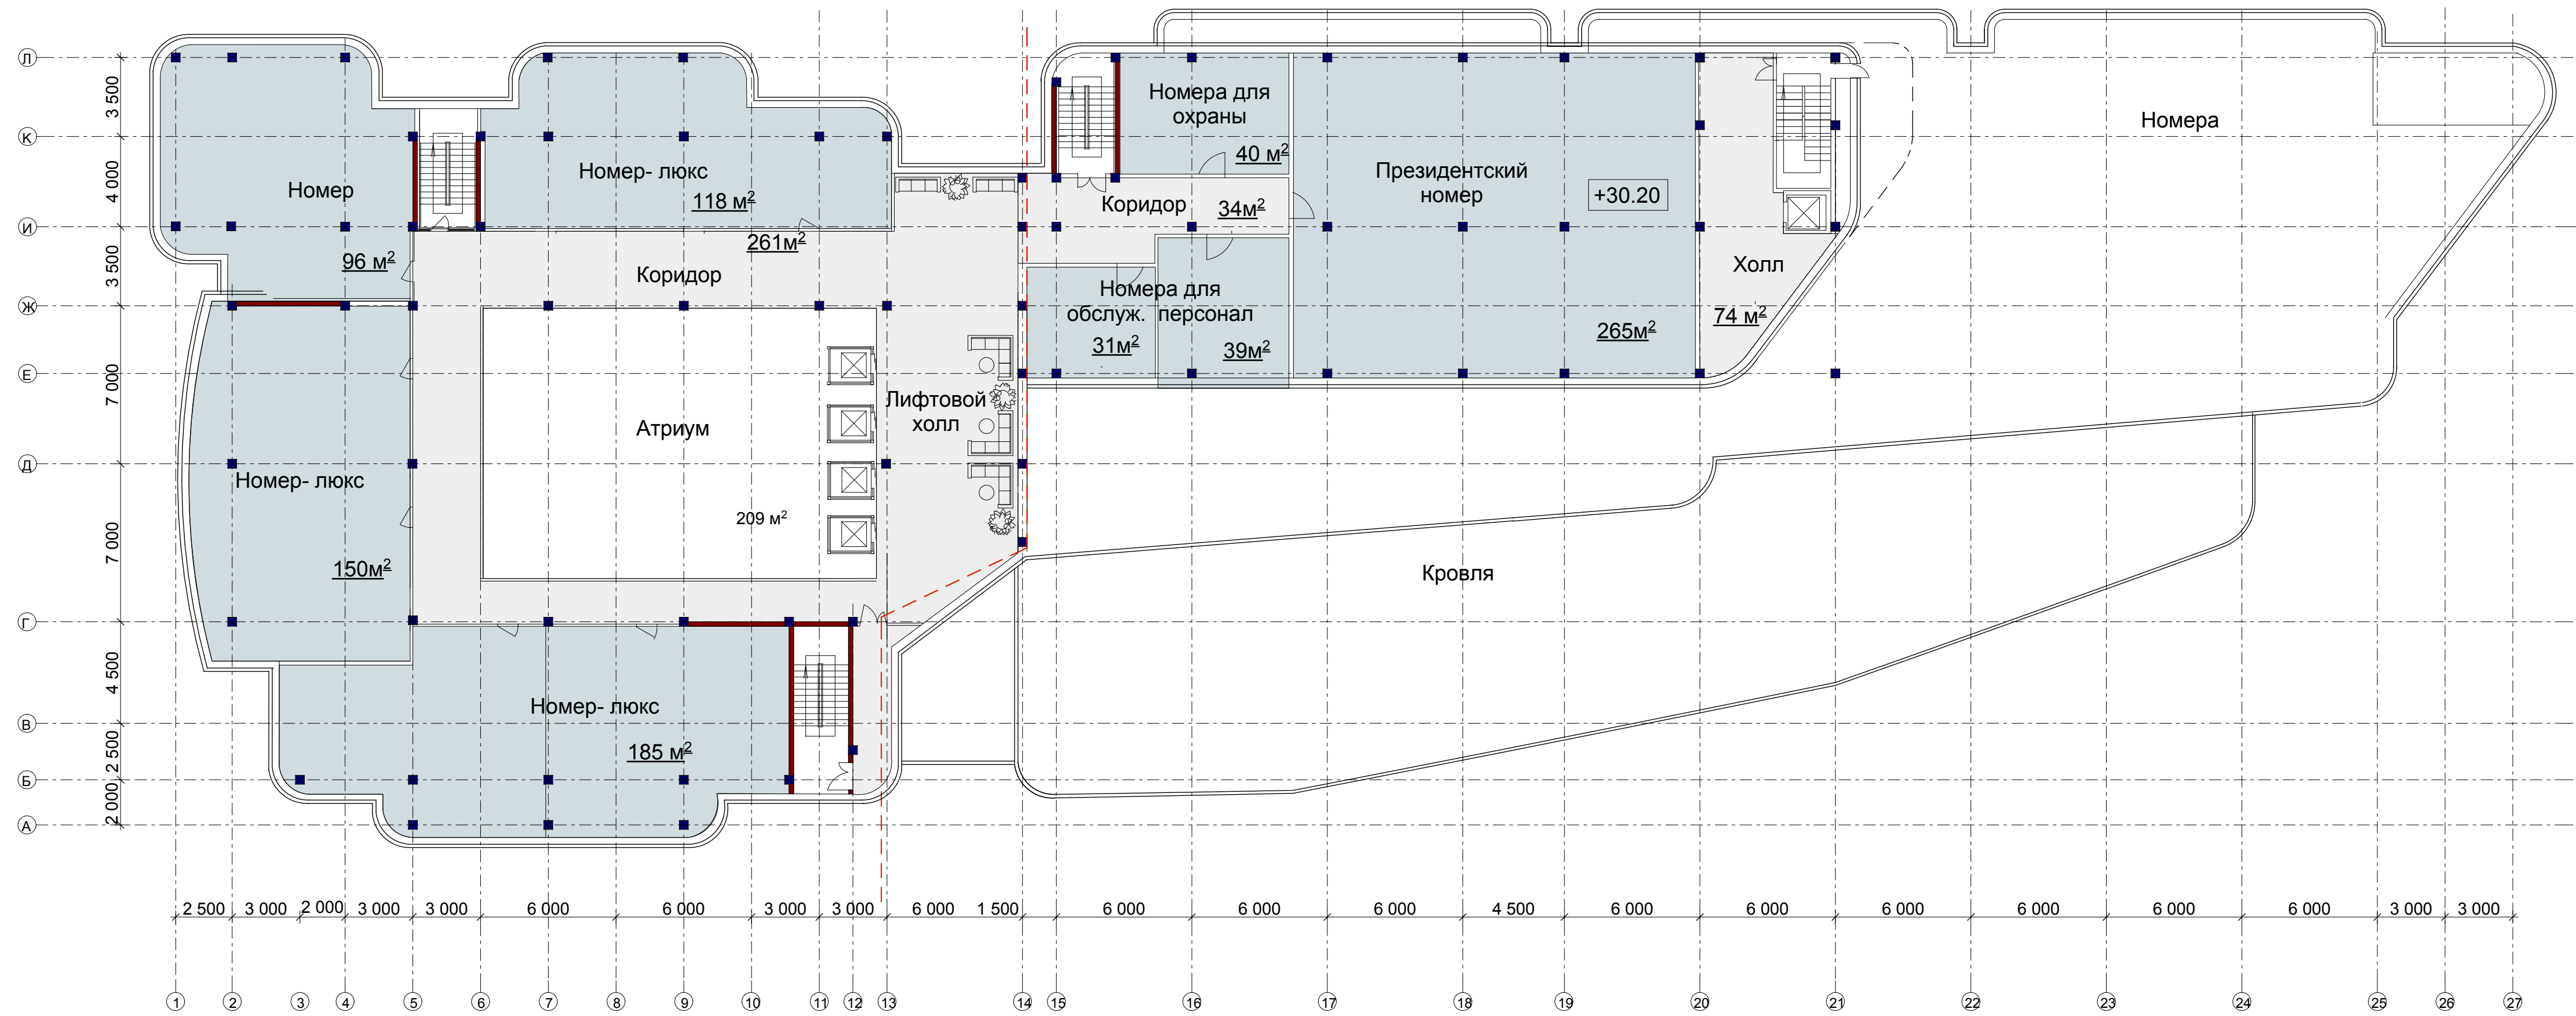 Л
К
И
Ж
Е
Д
Г
В
Б
А
3 500
4 000
3 500
7 000
7 000
4 500
2 500
2 000
Номер
96 м2
Номер- люкс
118 м2
261м2
Коридор
Номера для
охраны
40 м2
Коридор
34м2
Президентский
номер
+30.20
265м2
Холл
74 м2
Номера
Номера для
обслуж. персонал
31м2
39м2
Лифтовой
холл
Атриум
209 м2
Номер- люкс
150м2
Кровля
Номер- люкс
185 м2
2 500 3 000 2 000 3 000 3 000 6 000 6 000 3 000 3 000 6 000 1 500 6 000 6 000 6 000 4 500 6 000 6 000 6 000 6 000 6 000 6 000 3 000 3 000
1 2 3 4 5 6 7 8 9 10 11 12 13 14 15 16 17 18 19 20 21 22 23 24 25 26 27